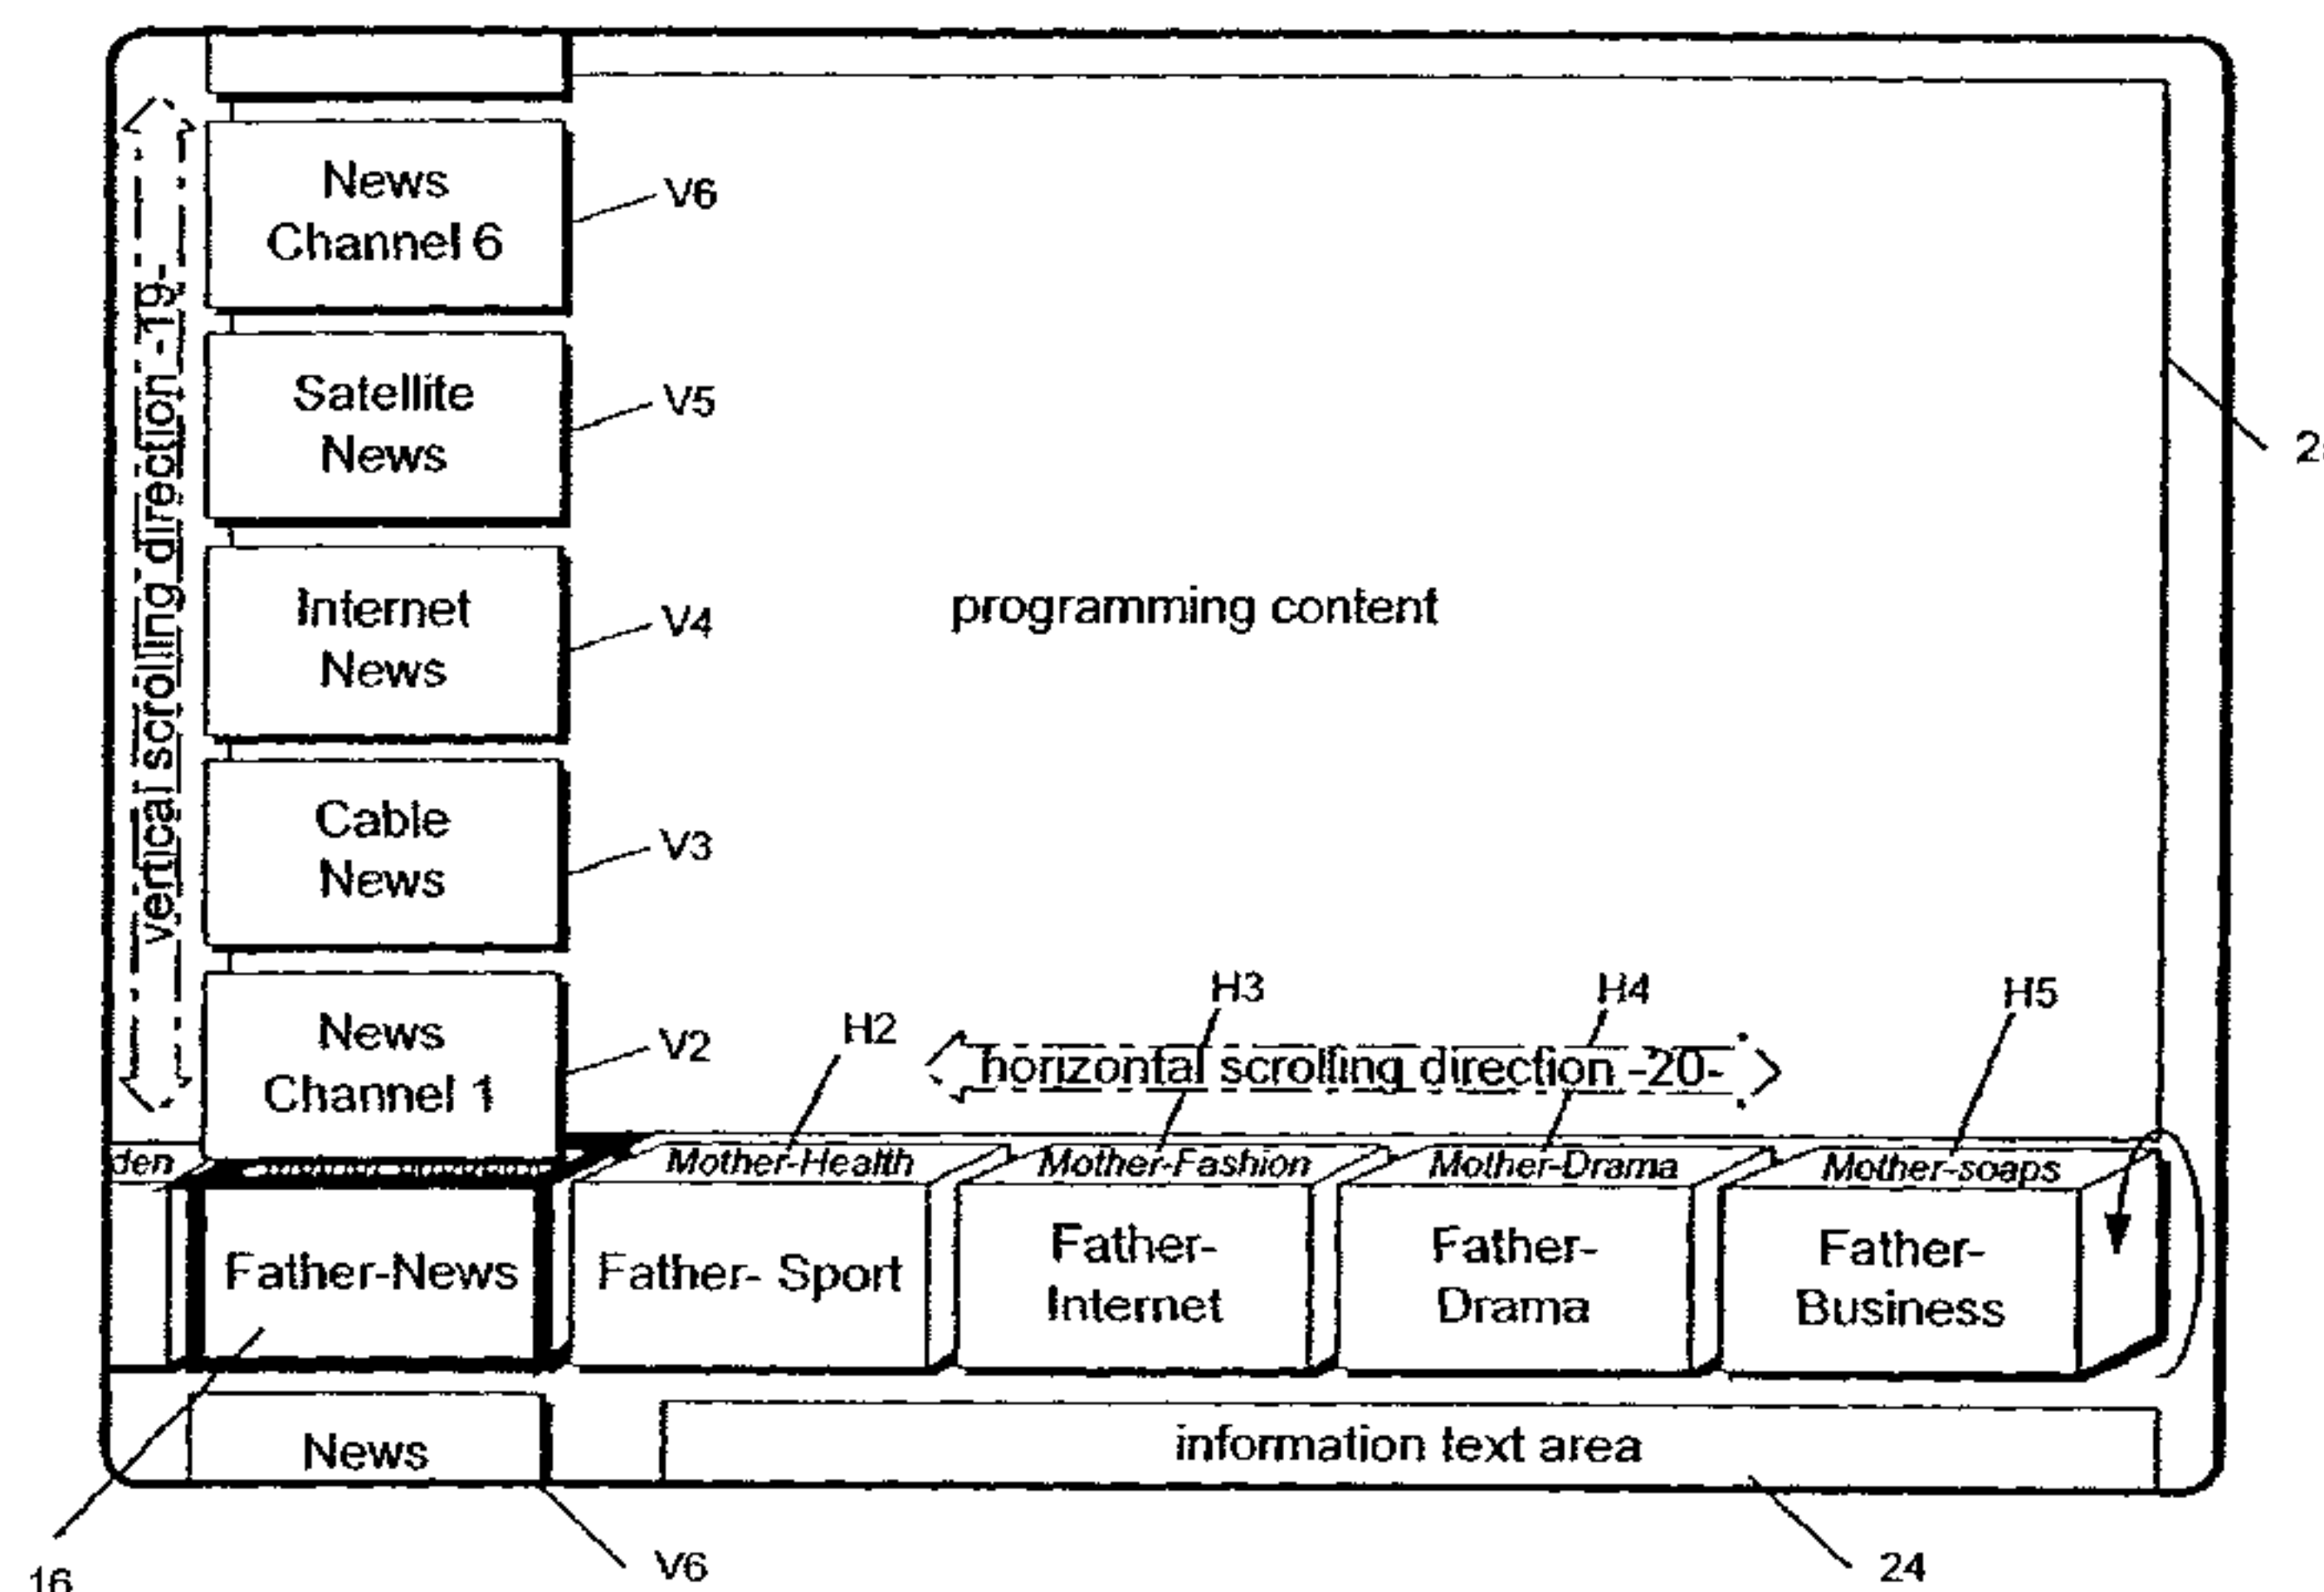 News
Channel 6
V6
Satellite
News
V5
2
vertical scrolling direction -19-
Internet
News
V4
programming content
Cable
News
V3
News
Channel 1
V2
H2
H3
H4
H5
horizontal scrolling direction -20-
den
Mother-Health
Mother-Fashion
Mother-Drama
Mother-soaps
Father-News
Father- Sport
Father-
Internet
Father-
Drama
Father-
Business
News
information text area
16
V6
24